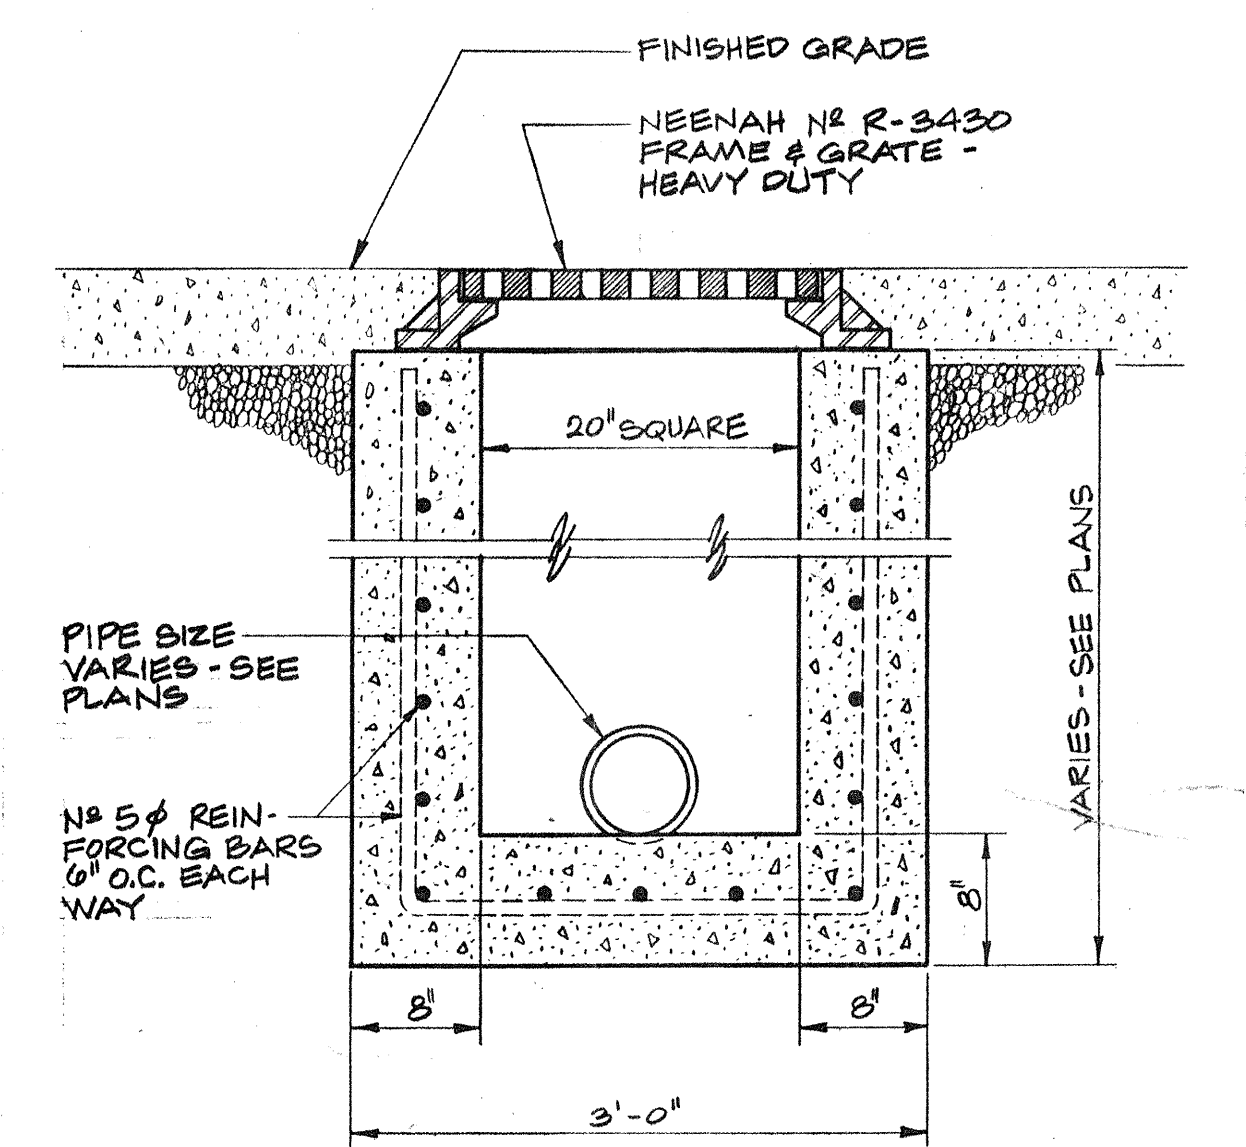 FINISHED GRADE
NEENAH Nº R-3430
FRAME & GRATE -
HEAVY DUTY
20" SQUARE
VARIES - SEE PLANS
PIPE SIZE
VARIES - SEE
PLANS
Nº 5 ϕ REIN-
FORCING BARS
6" O.C. EACH
WAY
8"
8"
8"
3'-0"